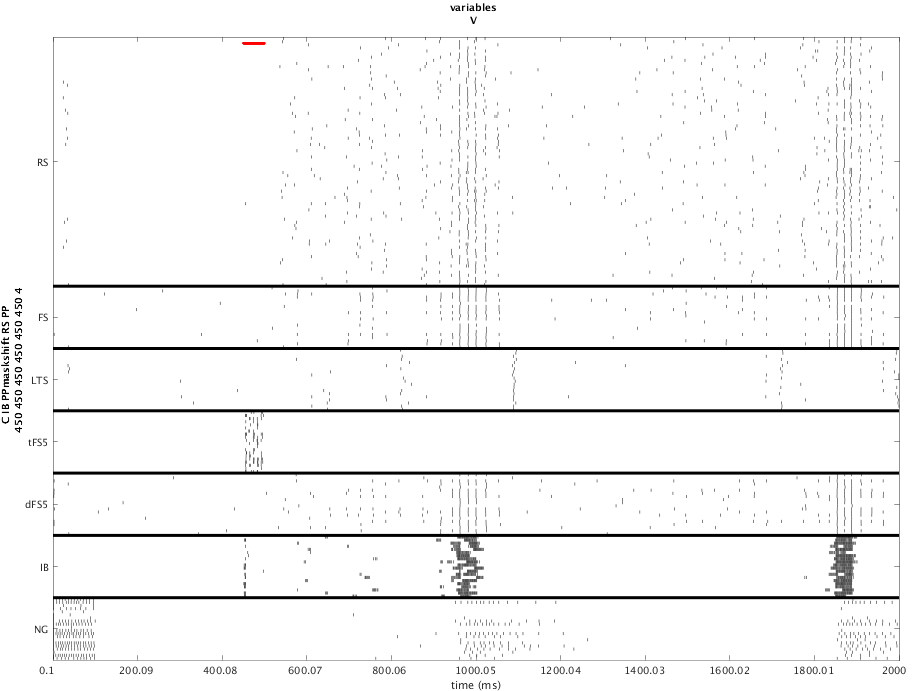 variables
V
C IB PPmaskshift RS PP
450 450 450 450 450 450 4
RS
FS
LTS
tFS5
dFS5
IB
NG
0.1 200.09 400.08 600.07 800.06 1000.05 1200.04 1400.03 1600.02 1800.01 2000
time (ms)